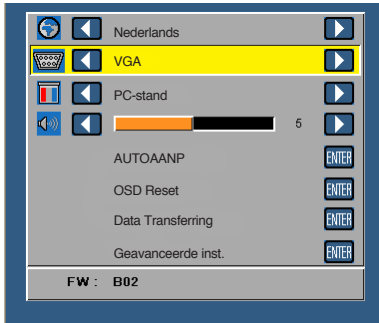 Nederlands
VGA
PC-stand
5
AUTOAANP
ENTER
OSD Reset
ENTER
Data Transferring
ENTER
Geavanceerde inst.
ENTER
FW : B02